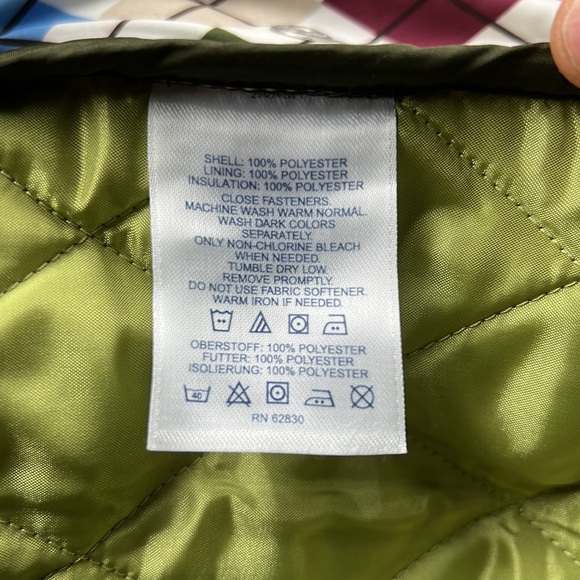 SHELL: 100% POLYESTER
LINING: 100% POLYESTER
INSULATION: 100% POLYESTER
CLOSE FASTENERS.
MACHINE WASH WARM NORMAL.
WASH DARK COLORS
SEPARATELY.
ONLY NON-CHLORINE BLEACH
WHEN NEEDED.
TUMBLE DRY LOW.
REMOVE PROMPTLY.
DO NOT USE FABRIC SOFTENER.
WARM IRON IF NEEDED.
OBERSTOFF: 100% POLYESTER
FUTTER: 100% POLYESTER
ISOLIERUNG: 100% POLYESTER
40
RN 62830